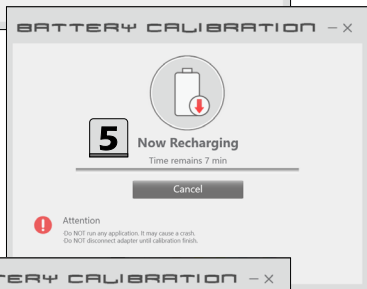 BATTERY CALIBRATION
5
Now Recharging
Time remains 7 min
Cancel
Attention
·Do NOT run any application. It may cause a crash.
·Do NOT disconnect adapter until calibration finish.
TERY CALIBRATION